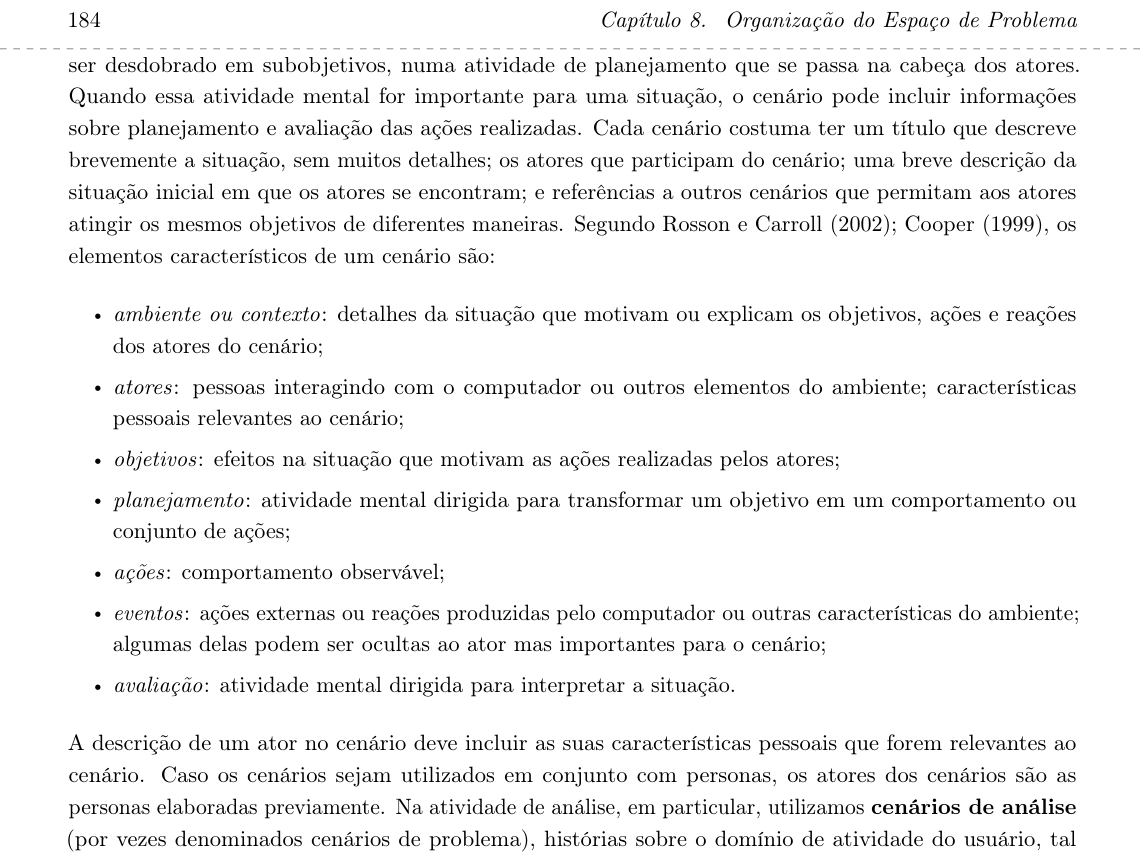 184
Capítulo 8. Organização do Espaço de Problema
ser desdobrado em subobjetivos, numa atividade de planejamento que se passa na cabeça dos atores.
Quando essa atividade mental for importante para uma situação, o cenário pode incluir informações
sobre planejamento e avaliação das ações realizadas. Cada cenário costuma ter um título que descreve
brevemente a situação, sem muitos detalhes; os atores que participam do cenário; uma breve descrição da
situação inicial em que os atores se encontram; e referências a outros cenários que permitam aos atores
atingir os mesmos objetivos de diferentes maneiras. Segundo Rosson e Carroll (2002); Cooper (1999), os
elementos característicos de um cenário são:
• ambiente ou contexto: detalhes da situação que motivam ou explicam os objetivos, ações e reações
dos atores do cenário;
• atores: pessoas interagindo com o computador ou outros elementos do ambiente; características
pessoais relevantes ao cenário;
• objetivos: efeitos na situação que motivam as ações realizadas pelos atores;
• planejamento: atividade mental dirigida para transformar um objetivo em um comportamento ou
conjunto de ações;
• ações: comportamento observável;
• eventos: ações externas ou reações produzidas pelo computador ou outras características do ambiente;
algumas delas podem ser ocultas ao ator mas importantes para o cenário;
• avaliação: atividade mental dirigida para interpretar a situação.
A descrição de um ator no cenário deve incluir as suas características pessoais que forem relevantes ao
cenário. Caso os cenários sejam utilizados em conjunto com personas, os atores dos cenários são as
personas elaboradas previamente. Na atividade de análise, em particular, utilizamos cenários de análise
(por vezes denominados cenários de problema), histórias sobre o domínio de atividade do usuário, tal